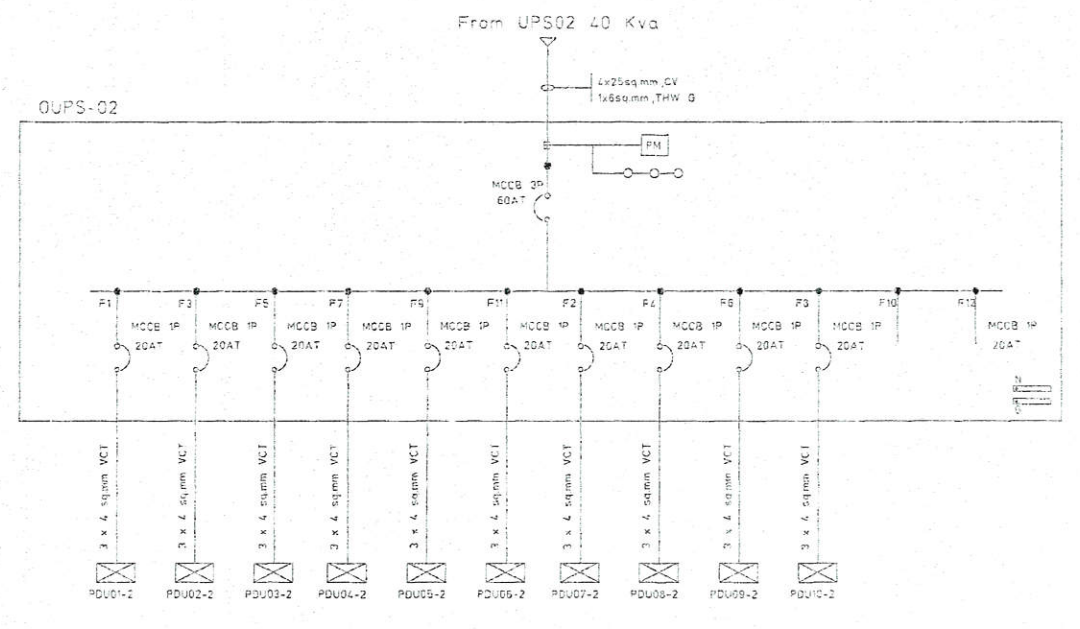 From UPS02 40 Kva
4x25sq.mm,CV
1x6sq.mm,THW G
OUPS-02
PM
MCCB 3P
60AT
F1 F3 F5 F7 F9 F11 F2 F4 F6 F8 F10 F12
MCCB 1P MCCB 1P MCCB 1P MCCB 1P MCCB 1P MCCB 1P MCCB 1P MCCB 1P MCCB 1P MCCB 1P MCCB 1P
20AT 20AT 20AT 20AT 20AT 20AT 20AT 20AT 20AT 20AT 20AT
N
G
3 x 4 sq.mm VCT
3 x 4 sq.mm VCT
3 x 4 sq.mm VCT
3 x 4 sq.mm VCT
3 x 4 sq.mm VCT
3 x 4 sq.mm VCT
3 x 4 sq.mm VCT
3 x 4 sq.mm VCT
3 x 4 sq.mm VCT
3 x 4 sq.mm VCT
PDU01-2 PDU02-2 PDU03-2 PDU04-2 PDU05-2 PDU06-2 PDU07-2 PDU08-2 PDU09-2 PDU10-2